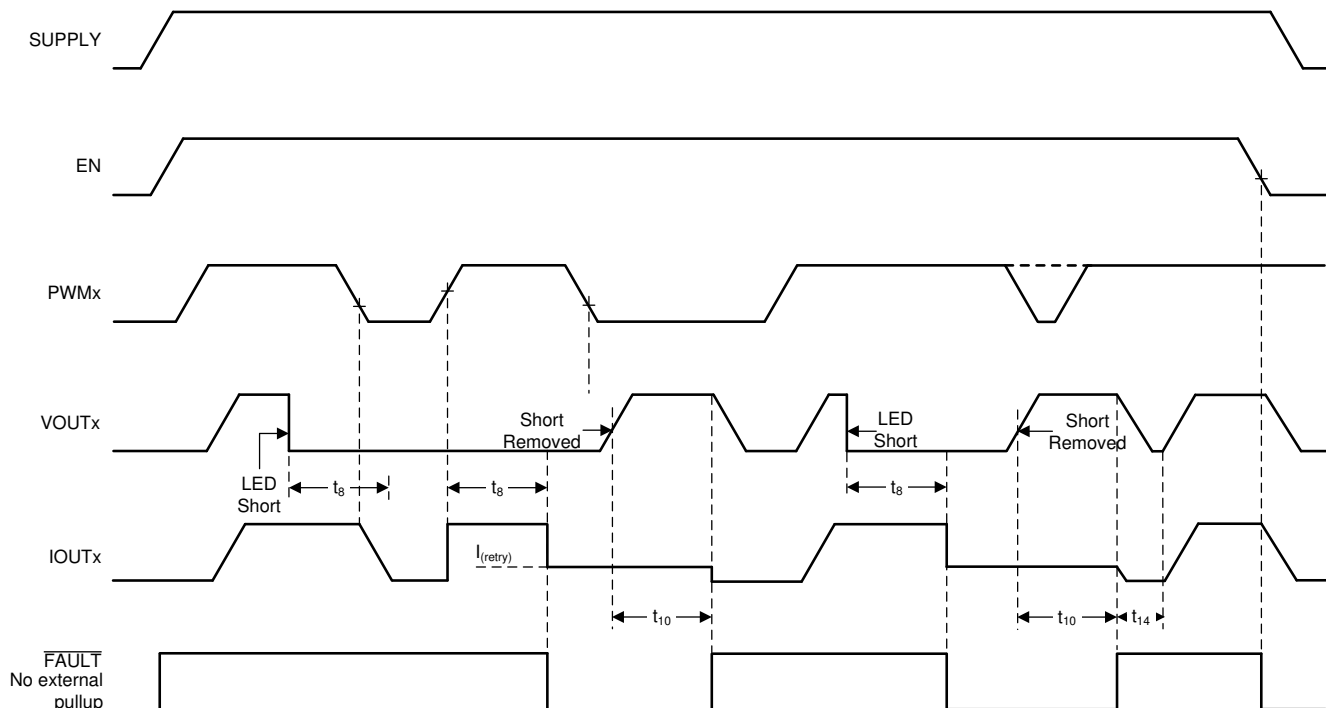 SUPPLY
EN
PWMx
VOUTx
LED
Short
Short
Removed
LED
Short
Short
Removed
t8
t8
t8
IOUTx
I(retry)
t10
t10
t14
FAULT
No external
pullup